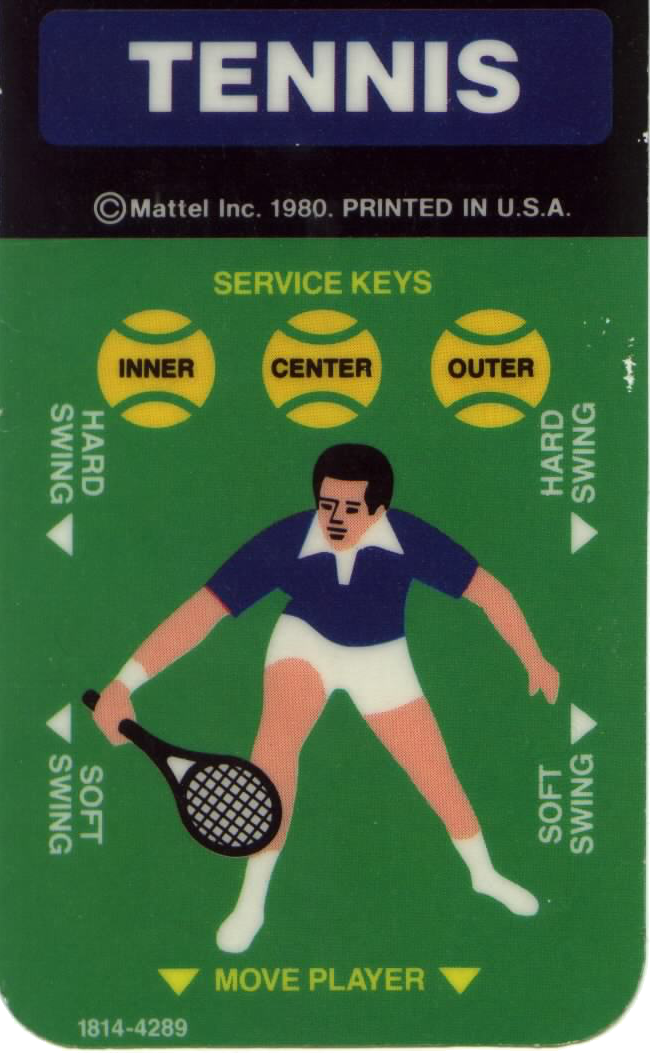 TENNIS
©Mattel Inc. 1980. PRINTED IN U.S.A.
SERVICE KEYS
INNER
CENTER
OUTER
HARD
SWING
HARD
SWING
SOFT
SWING
SOFT
SWING
MOVE PLAYER
1814-4289